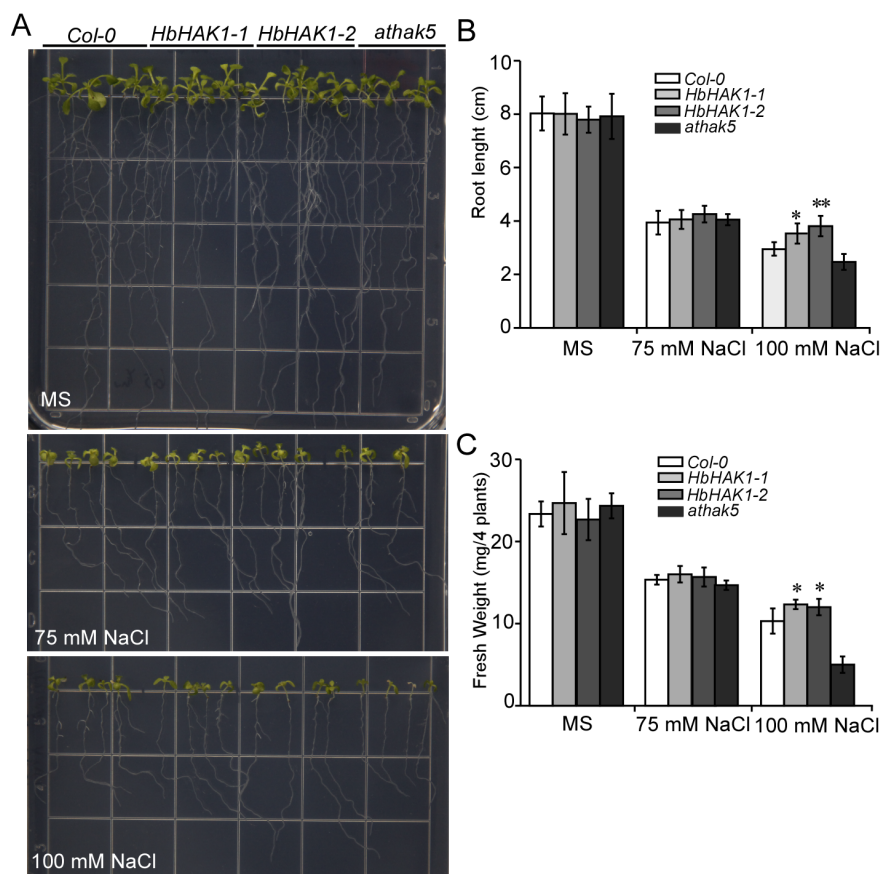 A
Col-0 HbHAK1-1 HbHAK1-2 athak5
MS
75 mM NaCl
100 mM NaCl
B
Root lenght (cm)
10
8
6
4
2
0
Col-0
HbHAK1-1
HbHAK1-2
athak5
* **
MS 75 mM NaCl 100 mM NaCl
C
Fresh Weight (mg/4 plants)
30
20
10
0
Col-0
HbHAK1-1
HbHAK1-2
athak5
* *
MS 75 mM NaCl 100 mM NaCl